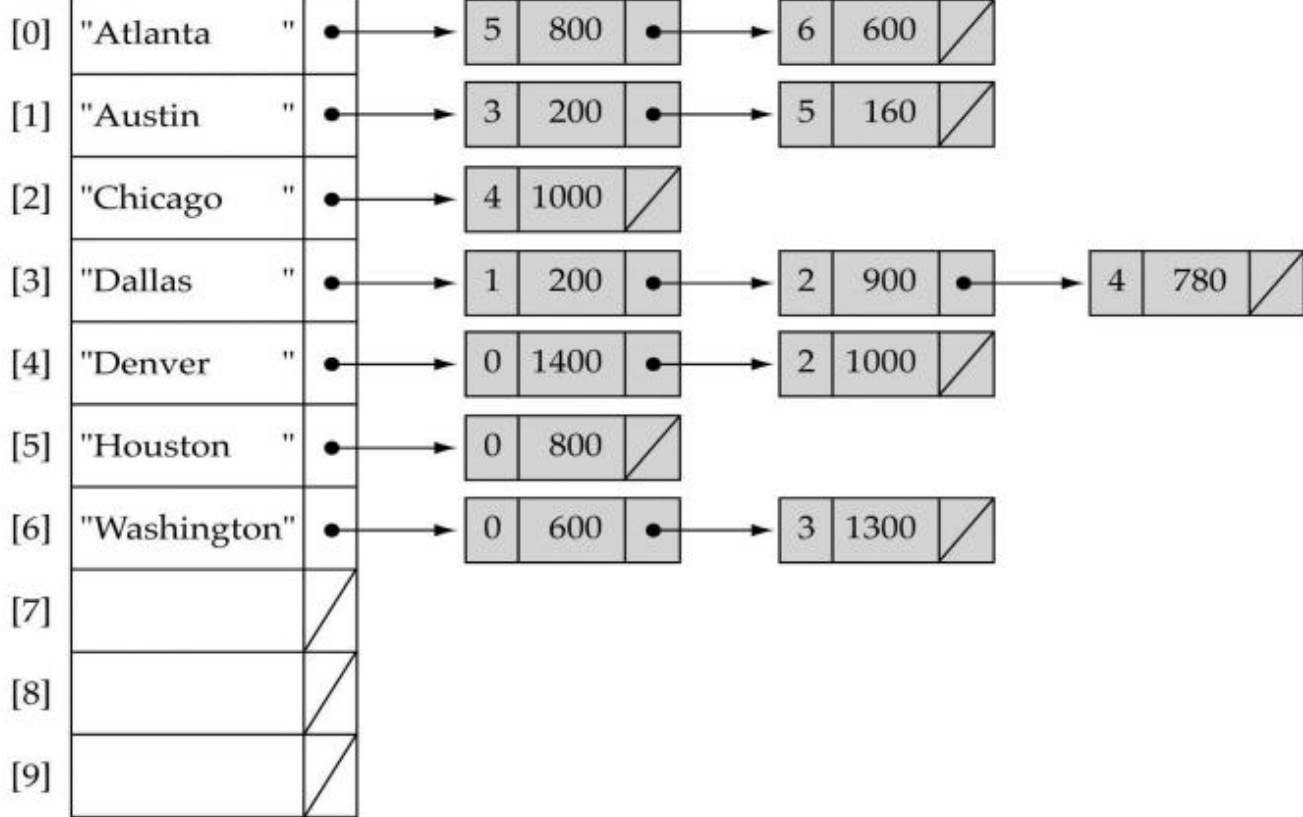 [0] "Atlanta " 5 800 6 600
[1] "Austin " 3 200 5 160
[2] "Chicago " 4 1000
[3] "Dallas " 1 200 2 900 4 780
[4] "Denver " 0 1400 2 1000
[5] "Houston " 0 800
[6] "Washington" 0 600 3 1300
[7]
[8]
[9]